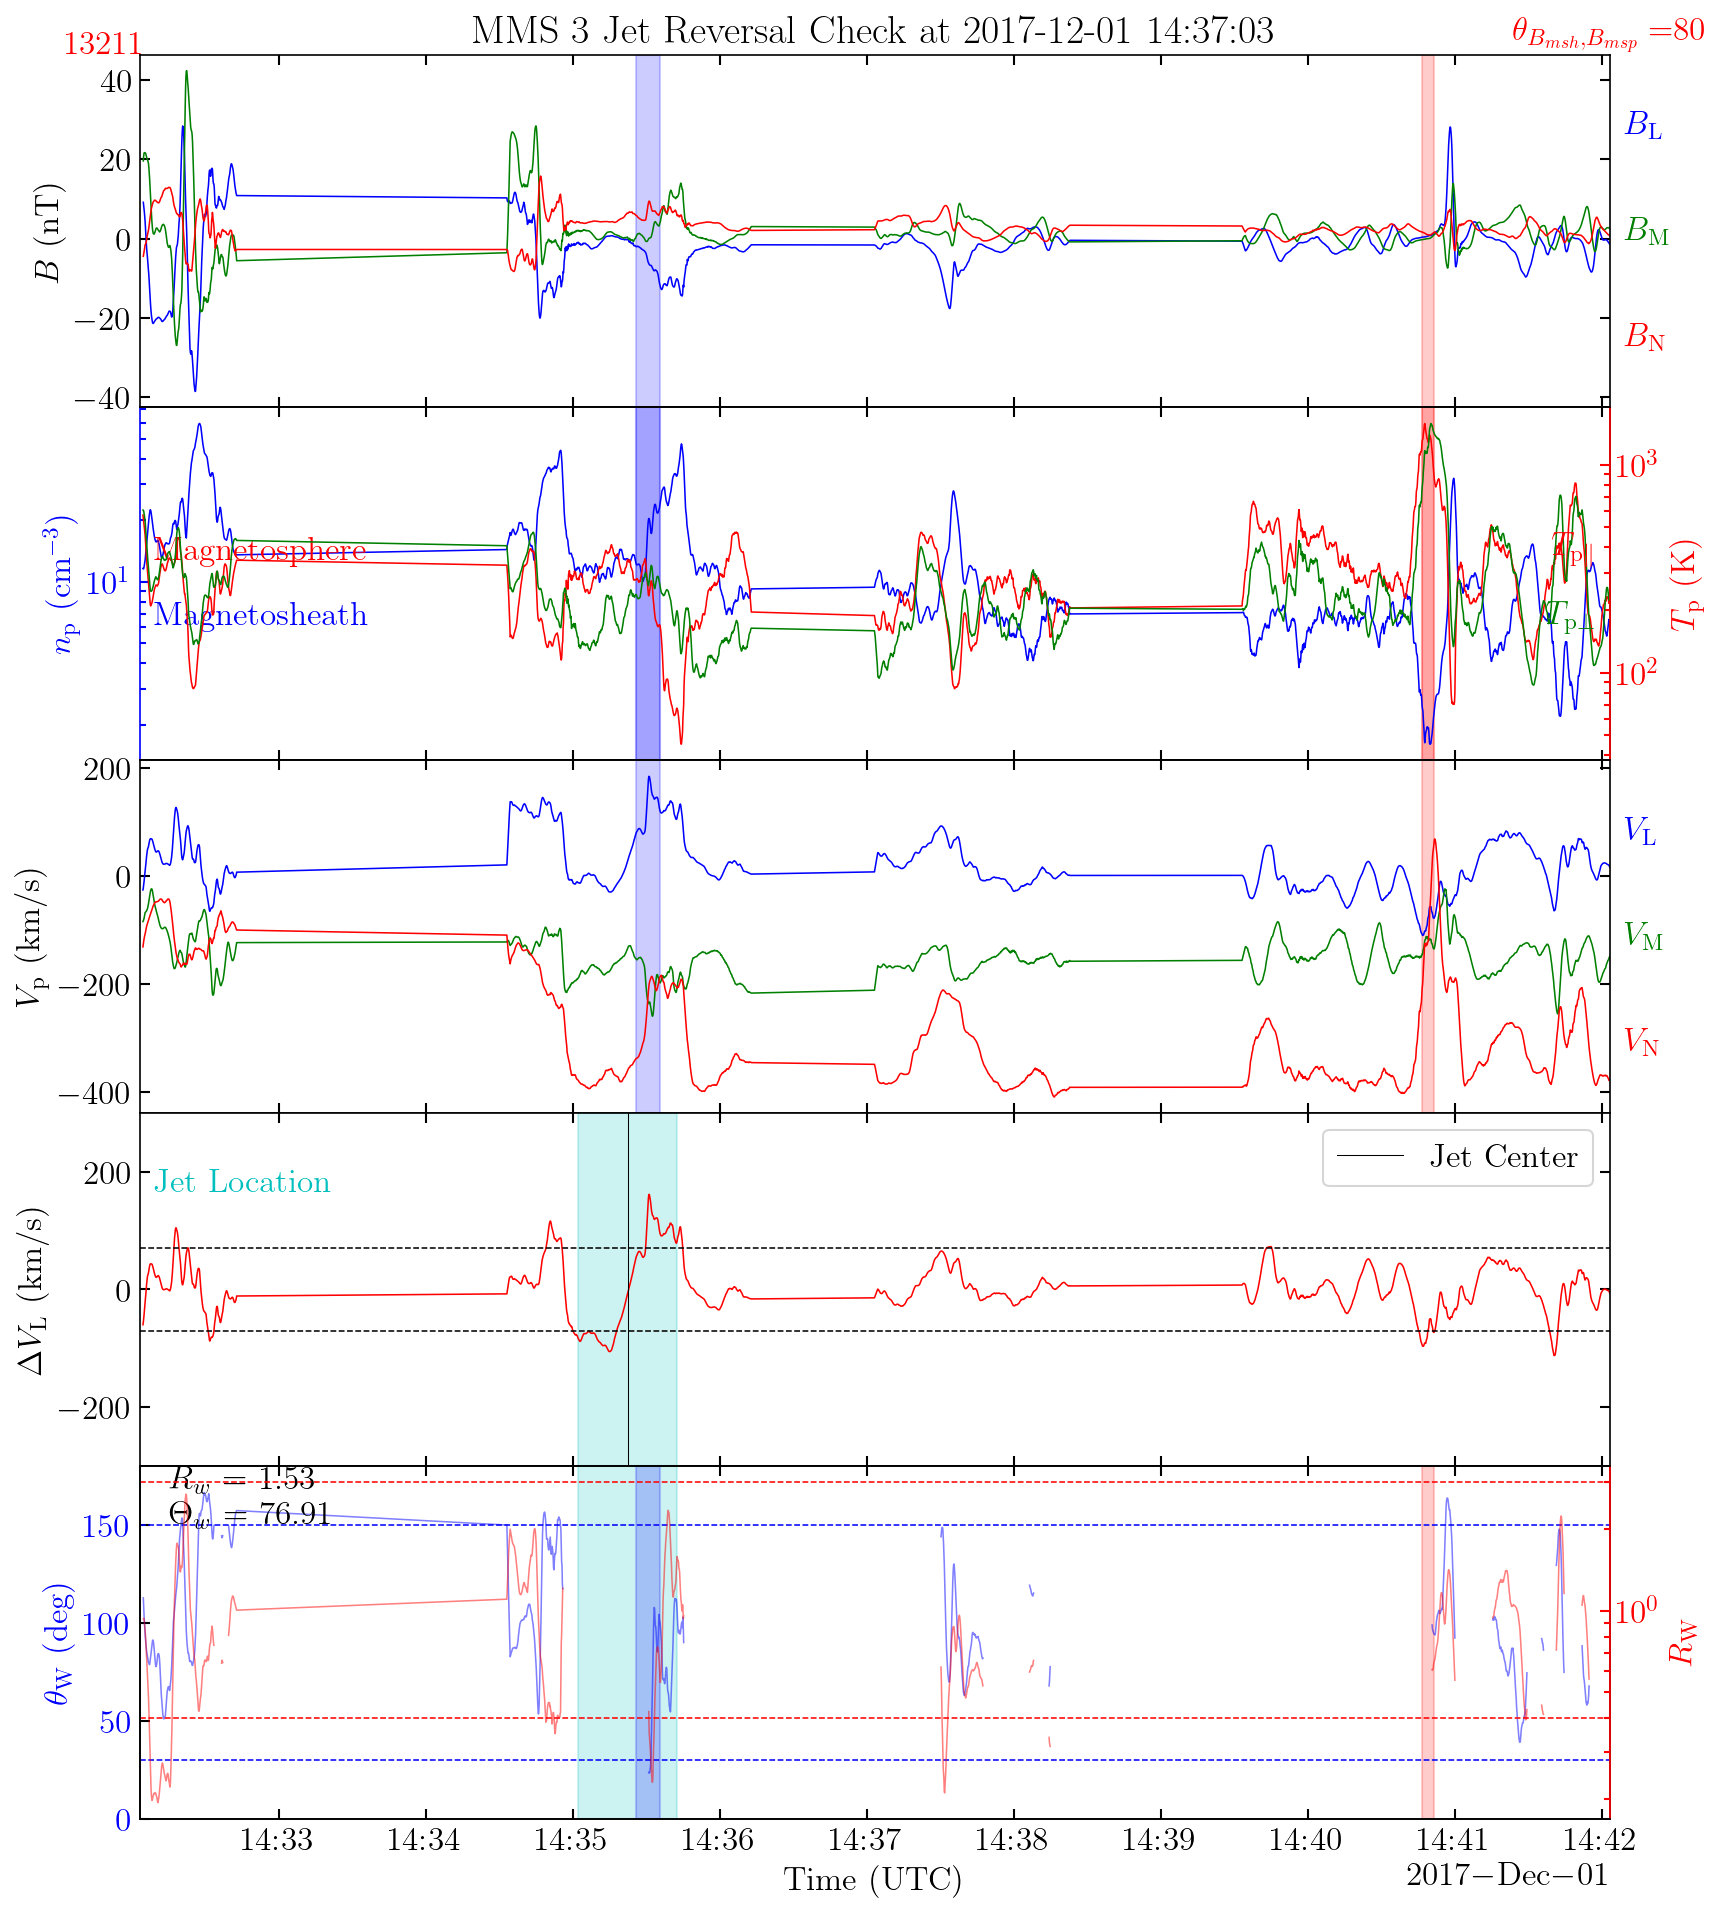 MMS 3 Jet Reversal Check at 2017-12-01 14:37:03
13211
θ_{B_{msh},B_{msp}} =80
40
20
0
−20
−40
B (nT)
B_L
B_M
B_N
Magnetosphere
Magnetosheath
10^1
n_p (cm^{−3})
10^3
10^2
T_p (K)
T_{p∥}
T_{p⊥}
200
0
−200
−400
V_p (km/s)
V_L
V_M
V_N
Jet Location
Jet Center
200
0
−200
ΔV_L (km/s)
R_w = 1.53
Θ_w = 76.91
150
100
50
0
θ_W (deg)
10^0
R_W
14:33 14:34 14:35 14:36 14:37 14:38 14:39 14:40 14:41 14:42
Time (UTC)
2017−Dec−01